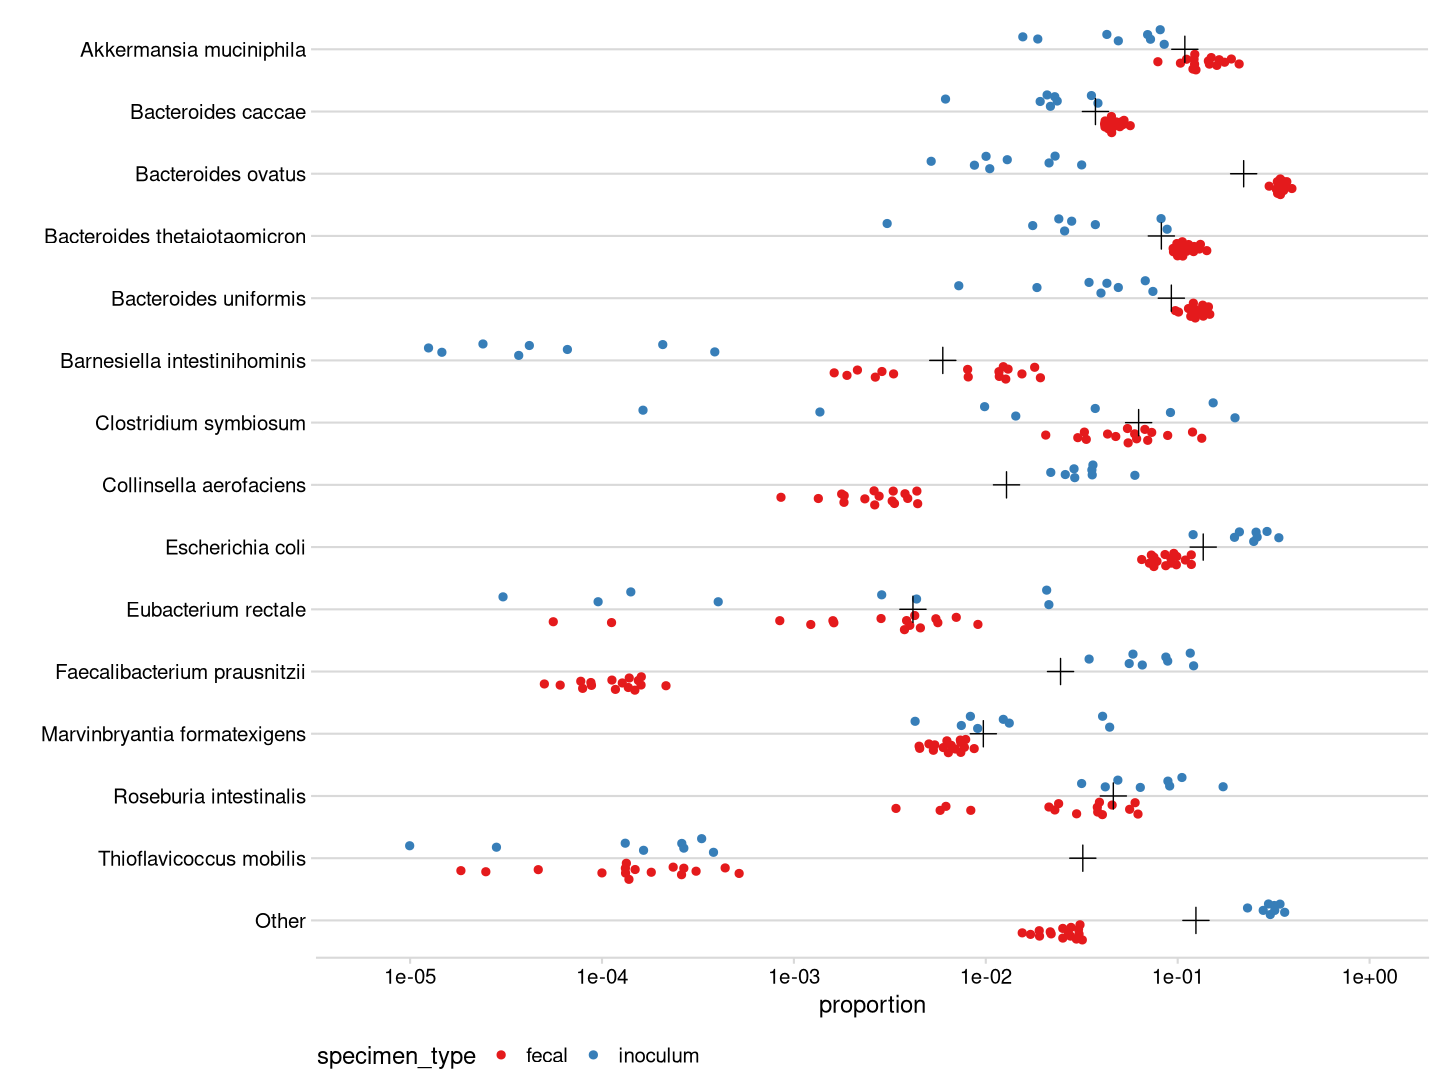 Akkermansia muciniphila
Bacteroides caccae
Bacteroides ovatus
Bacteroides thetaiotaomicron
Bacteroides uniformis
Barnesiella intestinihominis
Clostridium symbiosum
Collinsella aerofaciens
Escherichia coli
Eubacterium rectale
Faecalibacterium prausnitzii
Marvinbryantia formatexigens
Roseburia intestinalis
Thioflavicoccus mobilis
Other
1e-05 1e-04 1e-03 1e-02 1e-01 1e+00
proportion
specimen_type fecal inoculum